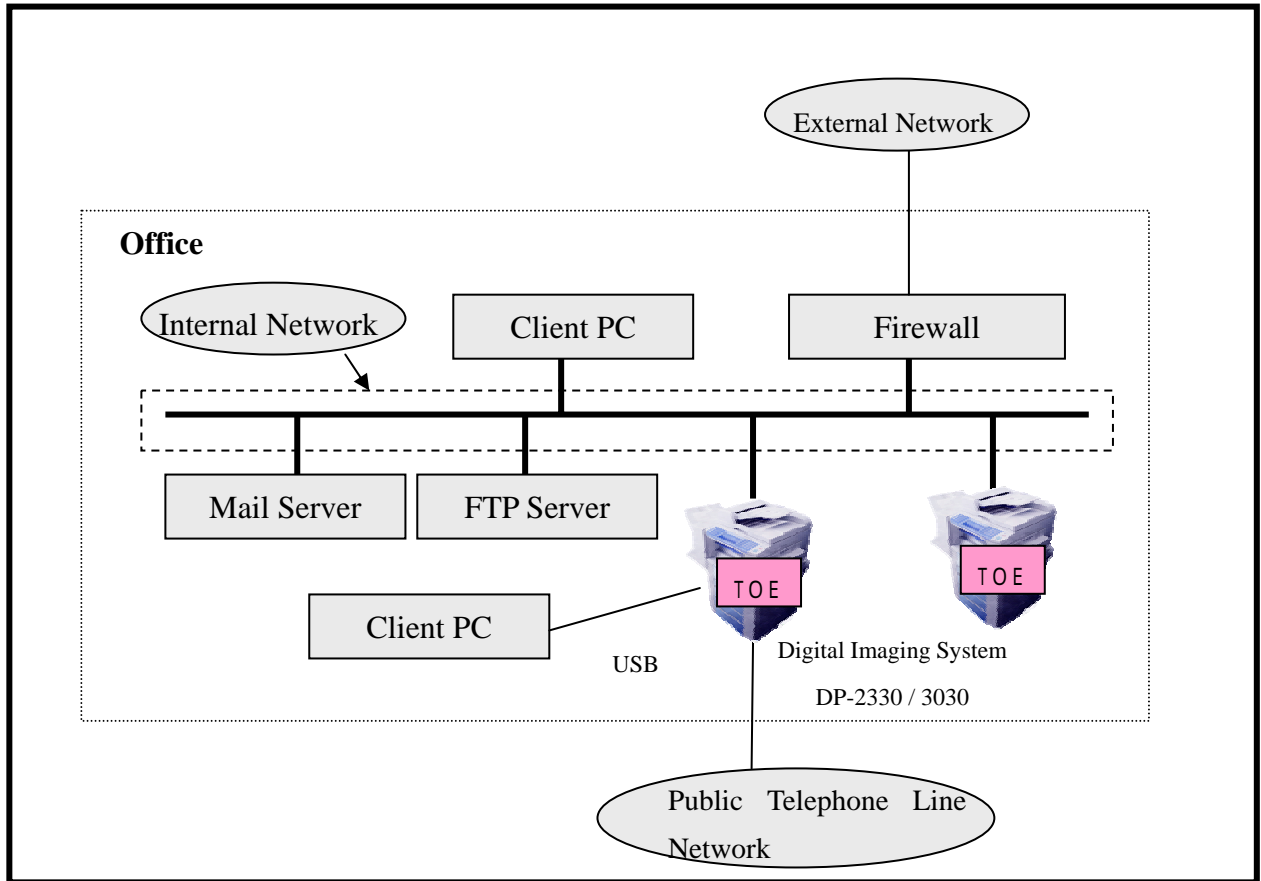 External Network
Office
Internal Network
Client PC
Firewall
Mail Server
FTP Server
TOE
TOE
Client PC
USB
Digital Imaging System
DP-2330 / 3030
Public Telephone Line
Network